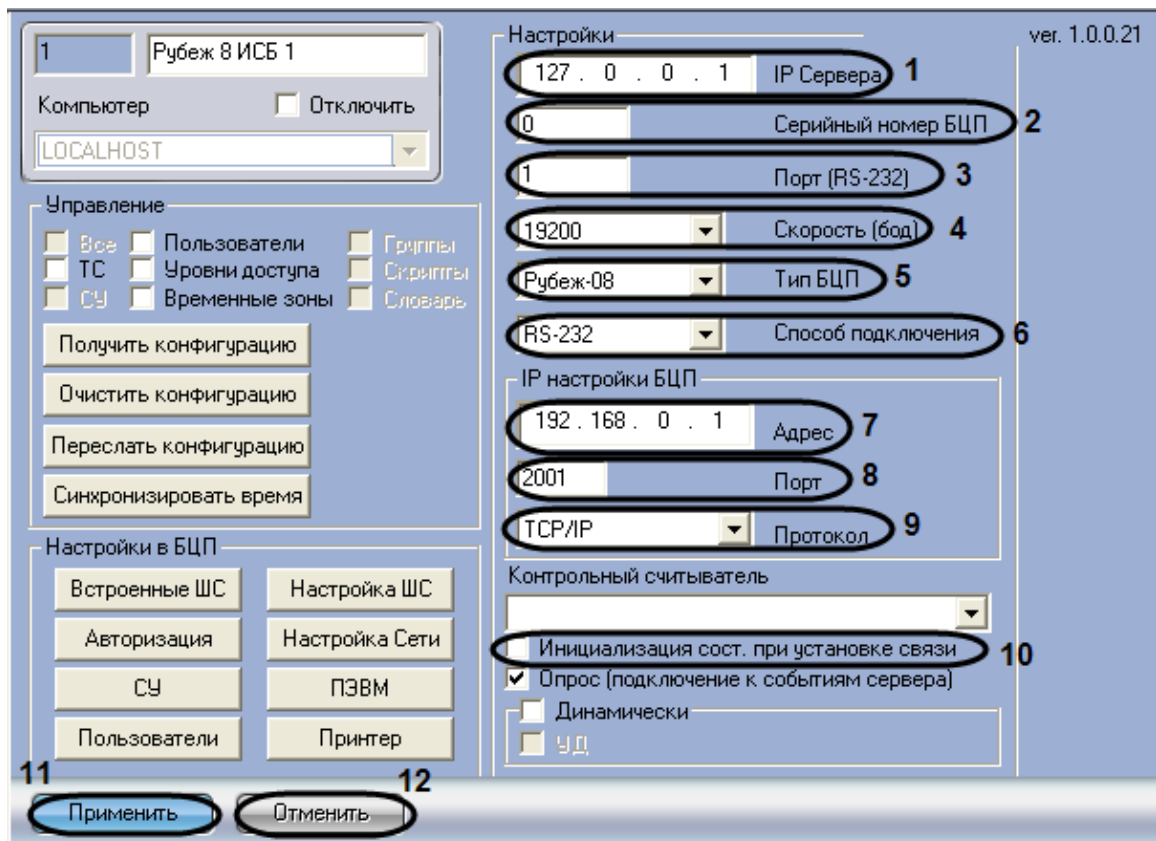 1 Рубеж 8 ИСБ 1
Компьютер Отключить
LOCALHOST
Управление
Все Пользователи Группы
ТС Уровни доступа Скрипты
СУ Временные зоны Словарь
Получить конфигурацию
Очистить конфигурацию
Переслать конфигурацию
Синхронизировать время
Настройки в БЦП
Встроенные ШС Настройка ШС
Авторизация Настройка Сети
СУ ПЭВМ
Пользователи Принтер
Настройки
ver. 1.0.0.21
127 . 0 . 0 . 1 IP Сервера 1
0 Серийный номер БЦП 2
1 Порт (RS-232) 3
19200 Скорость (бод) 4
Рубеж-08 Тип БЦП 5
RS-232 Способ подключения 6
IP настройки БЦП
192 . 168 . 0 . 1 Адрес 7
2001 Порт 8
TCP/IP Протокол 9
Контрольный считыватель
Инициализация сост. при установке связи 10
Опрос (подключение к событиям сервера)
Динамически
УД
11 12
Применить Отменить